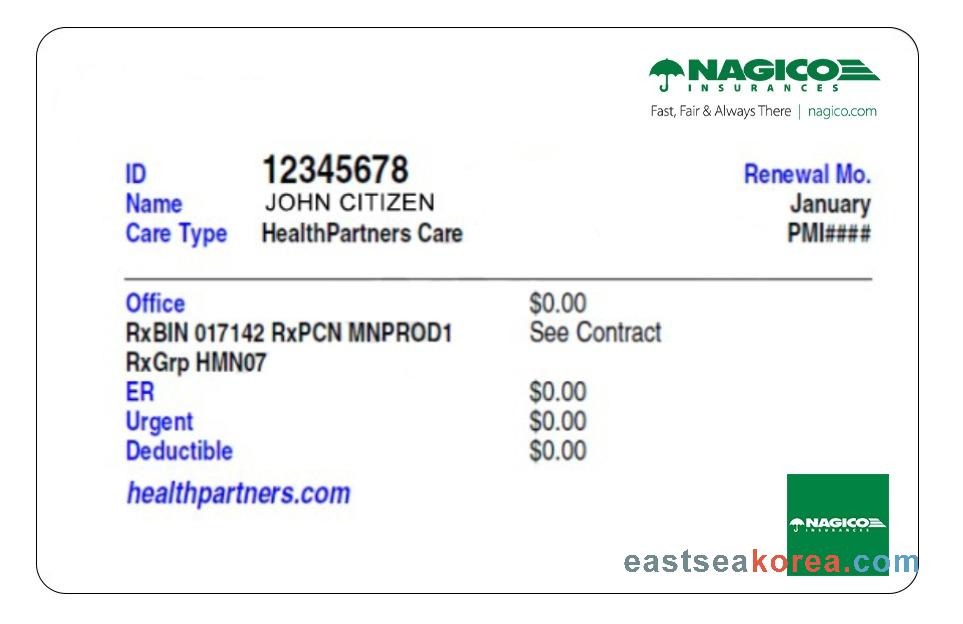 NAGICO
INSURANCES
Fast, Fair & Always There | nagico.com
ID 12345678 Renewal Mo.
Name JOHN CITIZEN January
Care Type HealthPartners Care PMI####
Office $0.00
RxBIN 017142 RxPCN MNPROD1 See Contract
RxGrp HMN07
ER $0.00
Urgent $0.00
Deductible $0.00
healthpartners.com
NAGICO
INSURANCES
eastseakorea.com